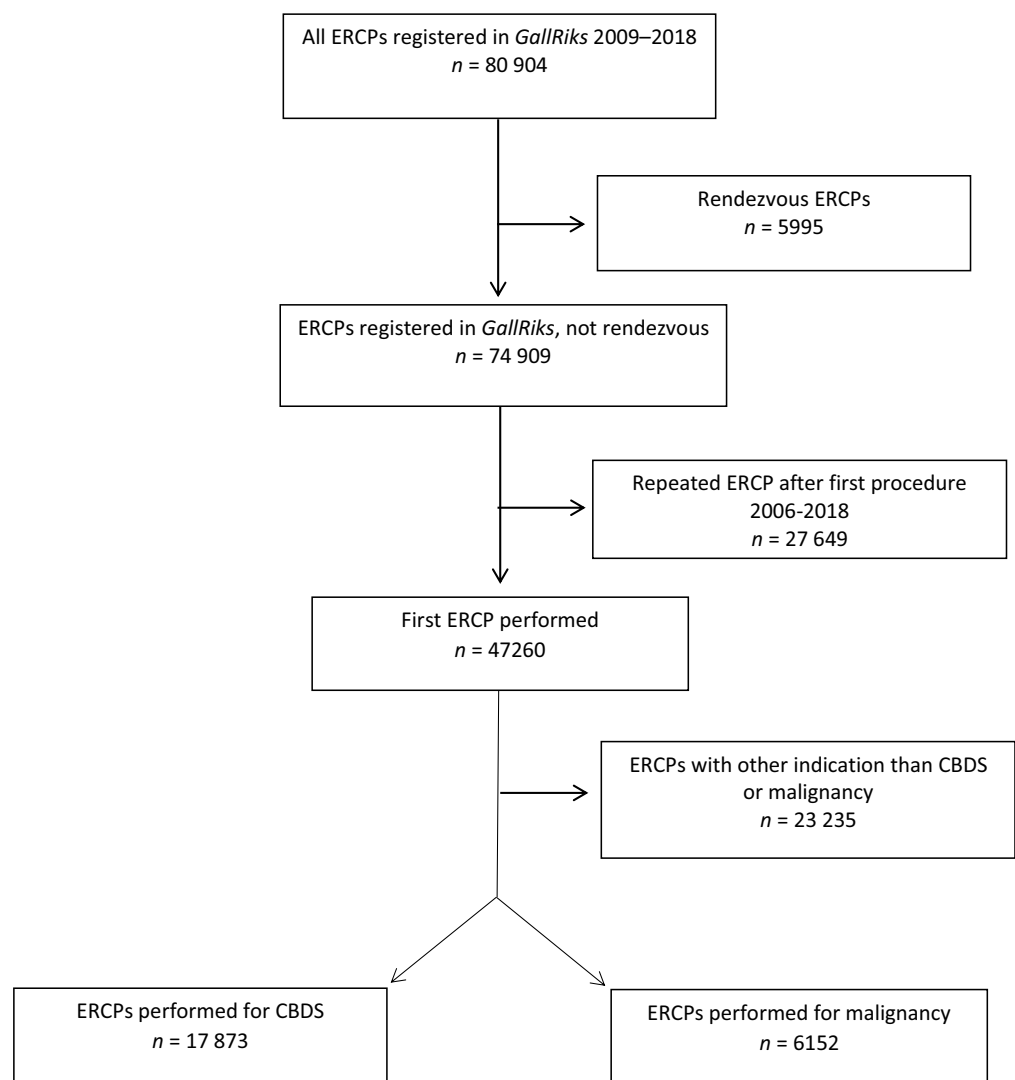 All ERCPs registered in GallRiks 2009–2018
n = 80 904
Rendezvous ERCPs
n = 5995
ERCPs registered in GallRiks, not rendezvous
n = 74 909
Repeated ERCP after first procedure
2006-2018
n = 27 649
First ERCP performed
n = 47260
ERCPs with other indication than CBDS
or malignancy
n = 23 235
ERCPs performed for CBDS
n = 17 873
ERCPs performed for malignancy
n = 6152